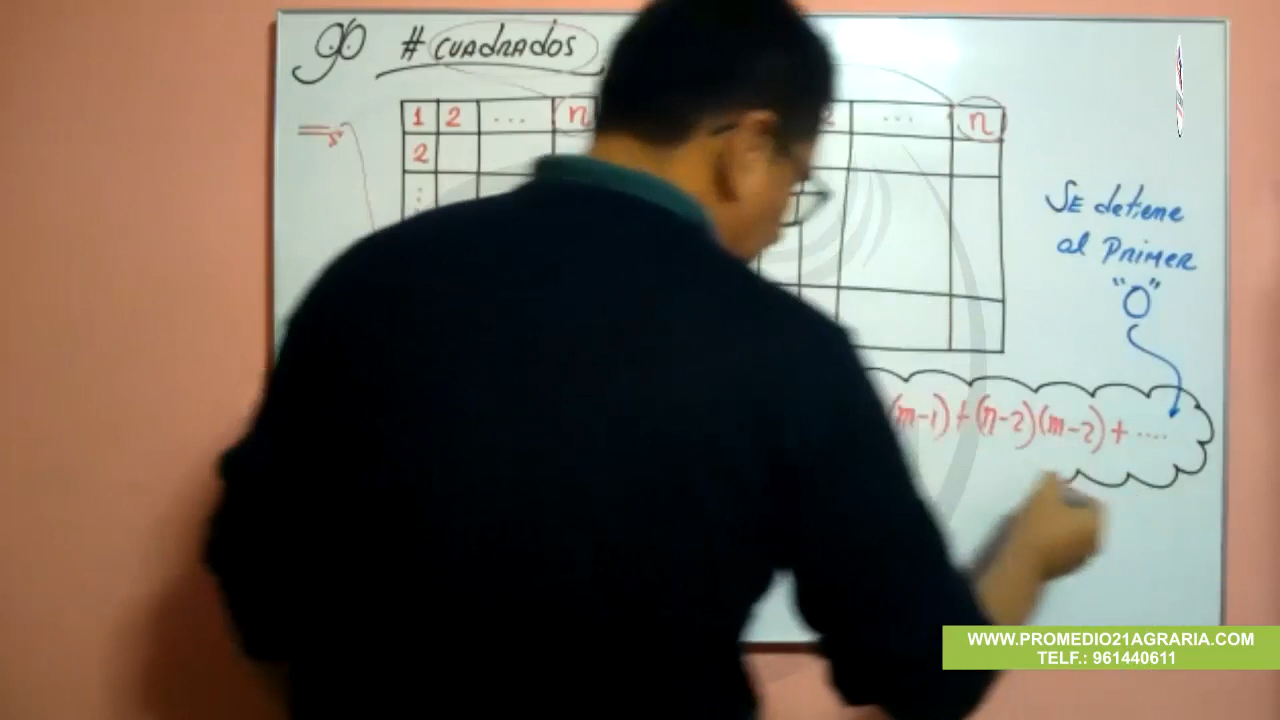 # CUADRADOS
1 2 ... n
2 ... n
2
⋮
SE detiene
al PRIMER
"0"
(m-1) + (n-2)(m-2) + ....
WWW.PROMEDIO21AGRARIA.COM
TELF.: 961440611